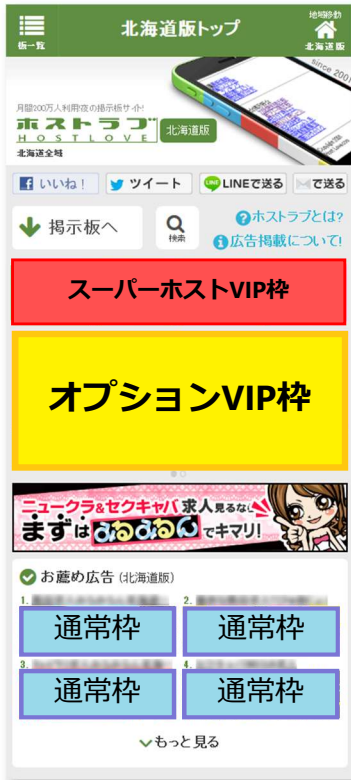 板一覧
北海道版トップ
地域移動
北海道版
since 2001
月間200万人利用!夜の掲示板サイト!
ホストラブ
HOSTLOVE
北海道版
北海道全域
いいね!
ツイート
LINEで送る
で送る
掲示板へ
検索
ホストラブとは?
広告掲載について!
スーパーホストVIP枠
オプションVIP枠
ニュークラ&セクキャバ求人見るなら
まずはみるみるんでキマリ!
お薦め広告 (北海道版)
1.
2.
通常枠
通常枠
3.
4.
通常枠
通常枠
もっと見る